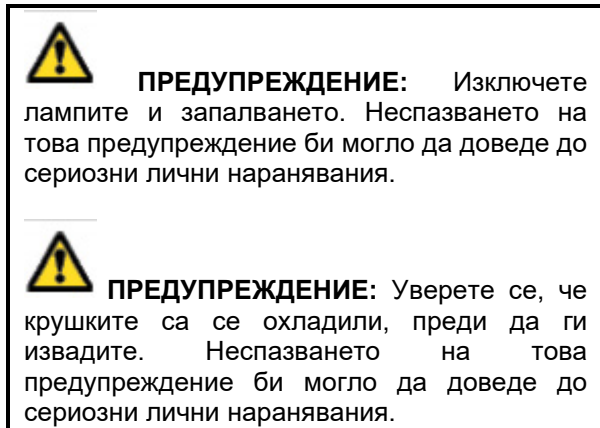 ПРЕДУПРЕЖДЕНИЕ: Изключете
лампите и запалването. Неспазването на
това предупреждение би могло да доведе до
сериозни лични наранявания.
ПРЕДУПРЕЖДЕНИЕ: Уверете се, че
крушките са се охладили, преди да ги
извадите. Неспазването на това
предупреждение би могло да доведе до
сериозни лични наранявания.